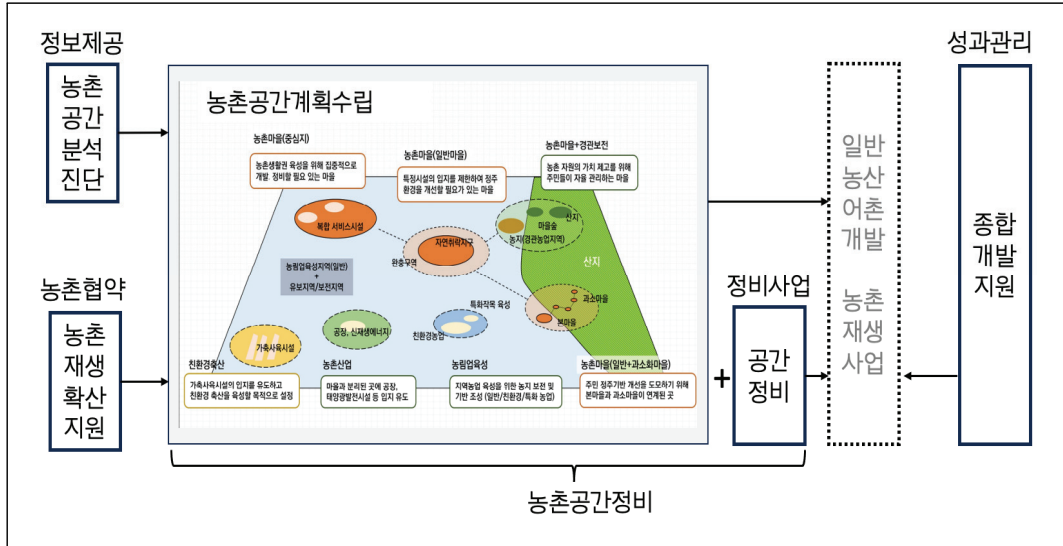 정보제공
농촌
공간
분석
진단
농촌협약
농촌
재생
확산
지원
농촌공간계획수립
농촌마을(중심지)
농촌생활권 육성을 위해 집중적으로
개발 정비할 필요 있는 마을
농촌마을(일반마을)
특정시설의 입지를 제한하여 정주
환경을 개선할 필요가 있는 마을
농촌마을+경관보전
농촌 자원의 가치 제고를 위해
주민들이 자율 관리하는 마을
복합 서비스시설
자연취락지구
완충구역
산지
마을숲
농지(경관농업지역)
산지
농림업육성지역(일반)
+
유보지역/보전지역
특화작목 육성
친환경농업
과소마을
본마을
공장, 신재생에너지
가축사육시설
친환경축산
가축사육시설의 입지를 유도하고
친환경 축산을 육성할 목적으로 설정
농촌산업
마을과 분리된 곳에 공장,
태양광발전시설 등 입지 유도
농림업육성
지역농업 육성을 위한 농지 보전 및
기반 조성 (일반/친환경/특화 농업)
농촌마을(일반+과소화마을)
주민 정주기반 개선을 도모하기 위해
본마을과 과소마을이 연계된 곳
+
정비사업
공간
정비
농촌공간정비
일반
농산
어촌
개발
농촌
재생
사업
성과관리
종합
개발
지원